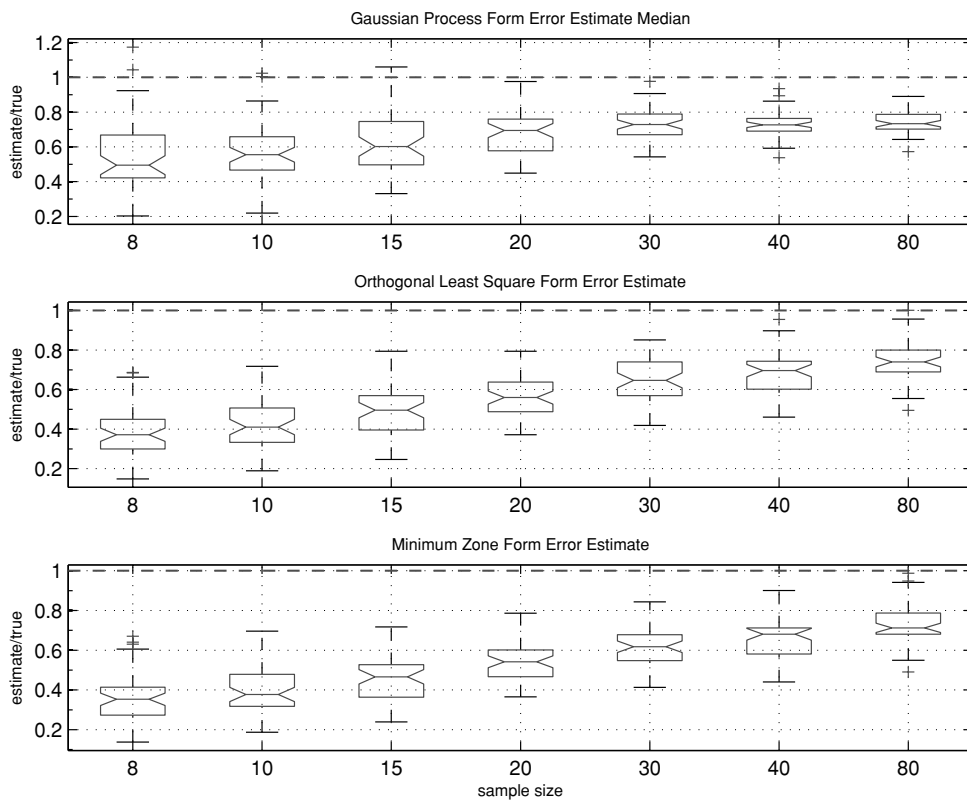 Gaussian Process Form Error Estimate Median
estimate/true
1.2
1
0.8
0.6
0.4
0.2
8 10 15 20 30 40 80
Orthogonal Least Square Form Error Estimate
estimate/true
1
0.8
0.6
0.4
0.2
8 10 15 20 30 40 80
Minimum Zone Form Error Estimate
estimate/true
1
0.8
0.6
0.4
0.2
8 10 15 20 30 40 80
sample size